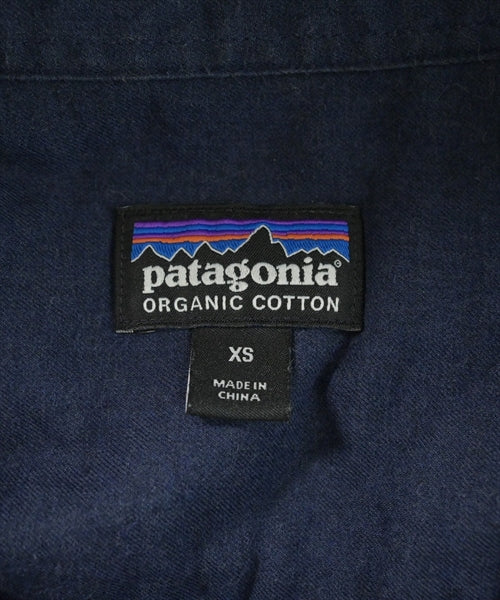 patagonia®
ORGANIC COTTON
XS
MADE IN
CHINA